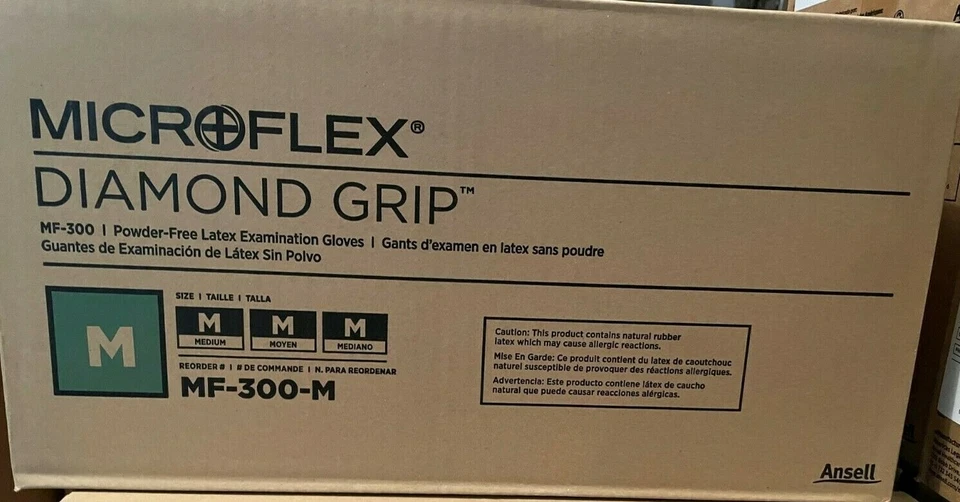 MICROFLEX®
DIAMOND GRIP™
MF-300 | Powder-Free Latex Examination Gloves | Gants d'examen en latex sans poudre
Guantes de Examinación de Látex Sin Polvo
M
SIZE | TAILLE | TALLA
M M M
MEDIUM MOYEN MEDIANO
REORDER # | # DE COMMANDE | N. PARA REORDENAR
MF-300-M
Caution: This product contains natural rubber
latex which may cause allergic reactions.
Mise En Garde: Ce produit contient du latex de caoutchouc
naturel susceptible de provoquer des réactions allergiques.
Advertencia: Este producto contiene látex de caucho
natural que puede causar reacciones alérgicas.
Ansell